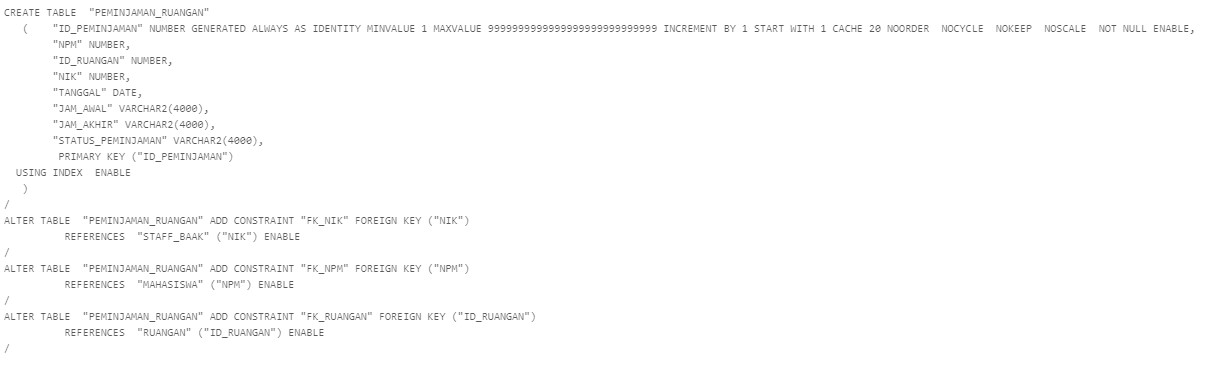 CREATE TABLE  "PEMINJAMAN_RUANGAN"
   (    "ID_PEMINJAMAN" NUMBER GENERATED ALWAYS AS IDENTITY MINVALUE 1 MAXVALUE 9999999999999999999999999999 INCREMENT BY 1 START WITH 1 CACHE 20 NOORDER  NOCYCLE  NOKEEP  NOSCALE  NOT NULL ENABLE,
        "NPM" NUMBER,
        "ID_RUANGAN" NUMBER,
        "NIK" NUMBER,
        "TANGGAL" DATE,
        "JAM_AWAL" VARCHAR2(4000),
        "JAM_AKHIR" VARCHAR2(4000),
        "STATUS_PEMINJAMAN" VARCHAR2(4000),
         PRIMARY KEY ("ID_PEMINJAMAN")
  USING INDEX  ENABLE
   )
/
ALTER TABLE  "PEMINJAMAN_RUANGAN" ADD CONSTRAINT "FK_NIK" FOREIGN KEY ("NIK")
          REFERENCES  "STAFF_BAAK" ("NIK") ENABLE
/
ALTER TABLE  "PEMINJAMAN_RUANGAN" ADD CONSTRAINT "FK_NPM" FOREIGN KEY ("NPM")
          REFERENCES  "MAHASISWA" ("NPM") ENABLE
/
ALTER TABLE  "PEMINJAMAN_RUANGAN" ADD CONSTRAINT "FK_RUANGAN" FOREIGN KEY ("ID_RUANGAN")
          REFERENCES  "RUANGAN" ("ID_RUANGAN") ENABLE
/